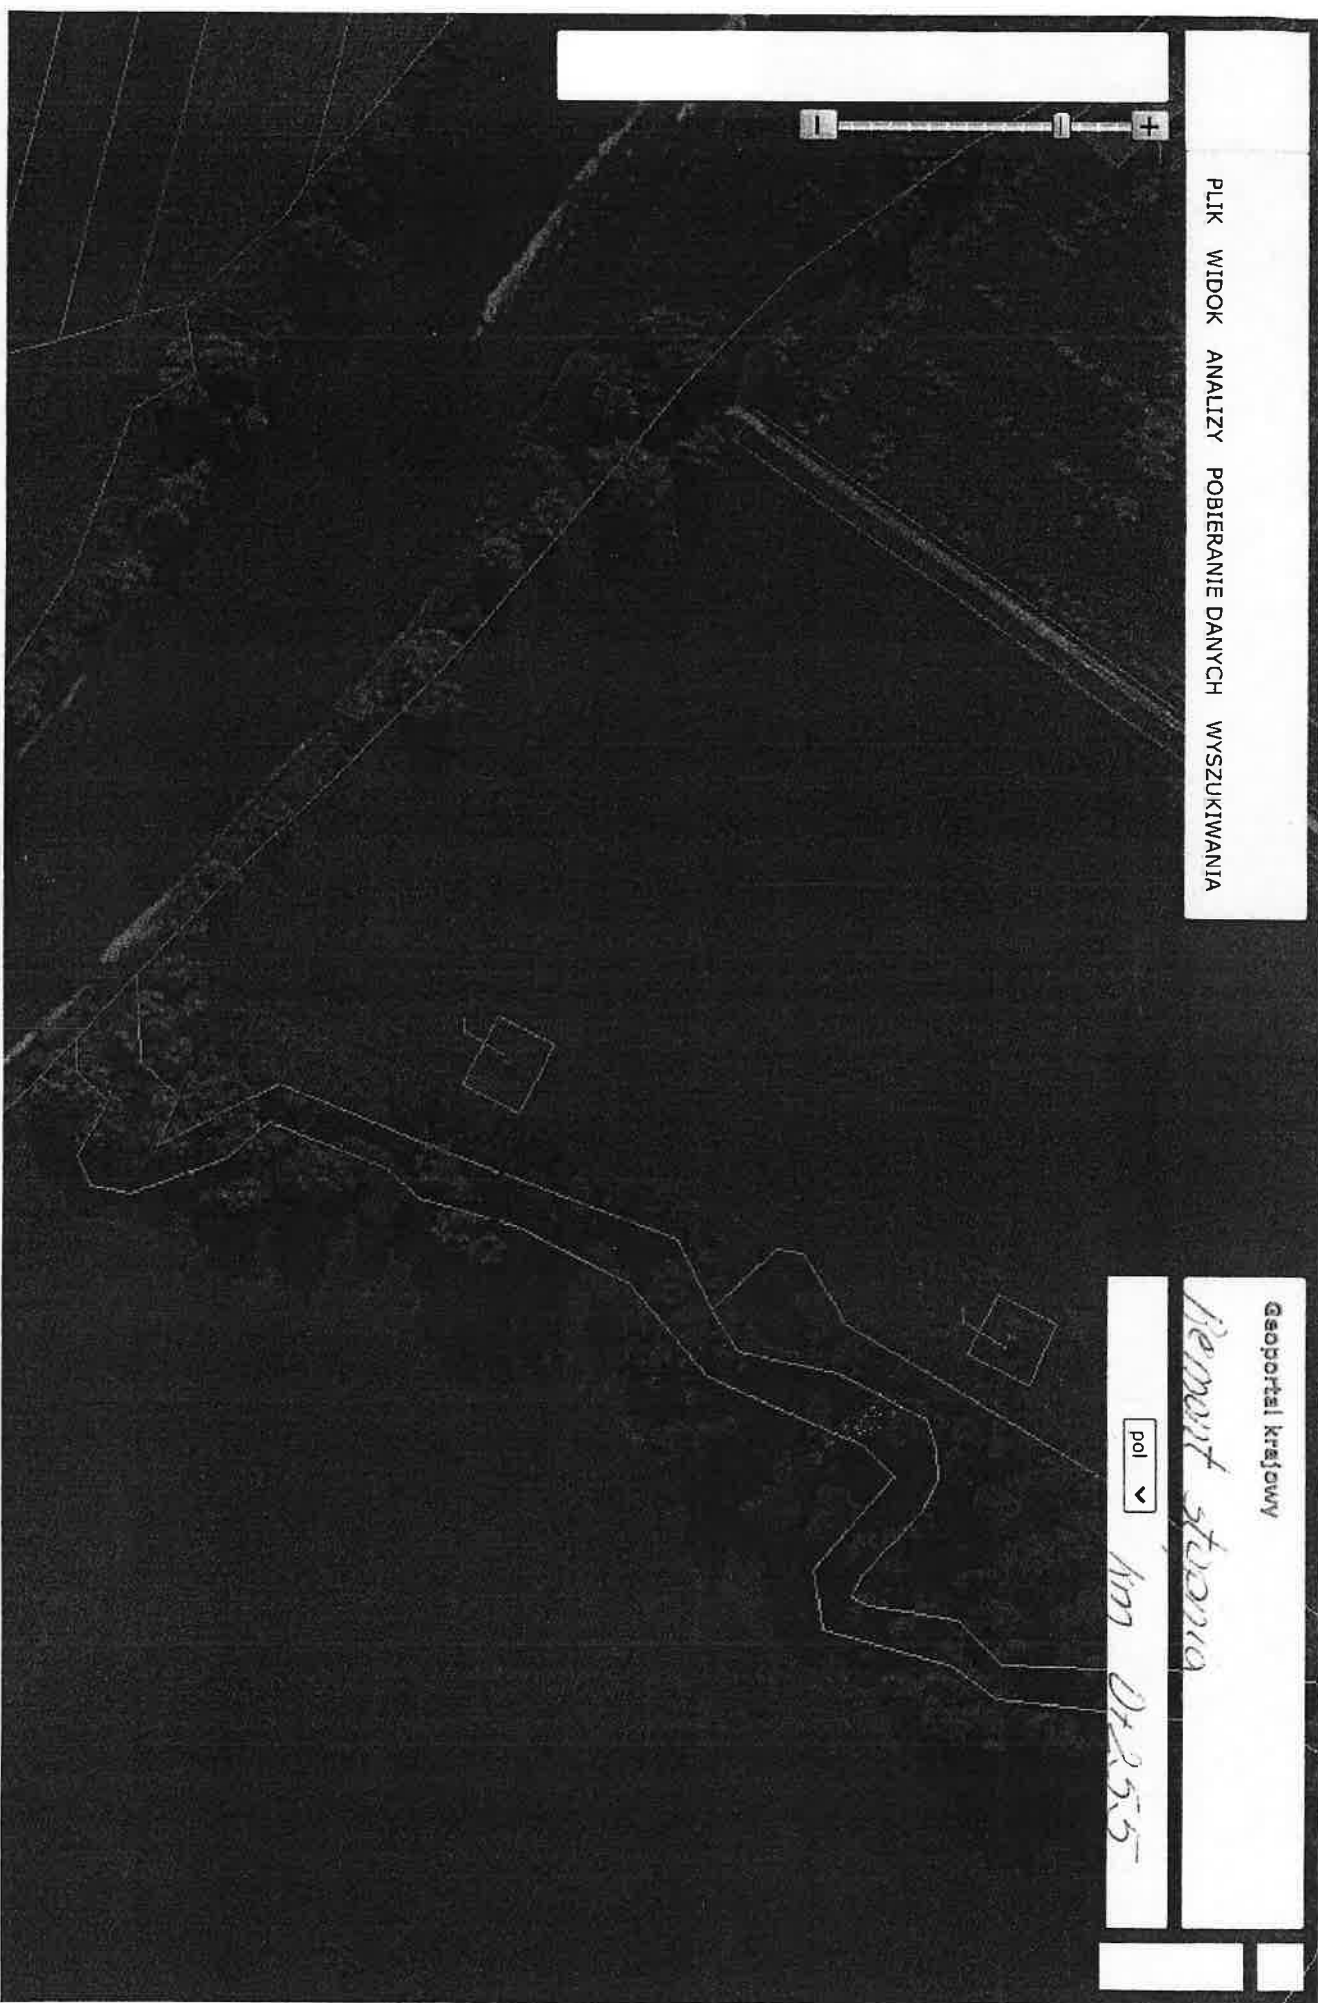 PLIK WIDOK ANALIZY POBIERANIE DANYCH WYSZUKIWANIA
Geoportal krajowy
Remont stawu
pol
km 0+255